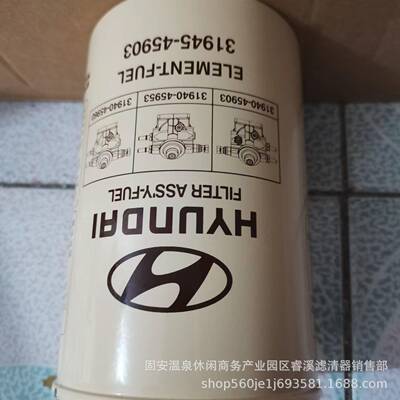 HYUNDAI
FILTER ASS'Y-FUEL
31940-45903
31940-45953
ELEMENT-FUEL
31945-45903
固安温泉休闲商务产业园区睿溪滤清器销售部
shop560je1j693581.1688.com